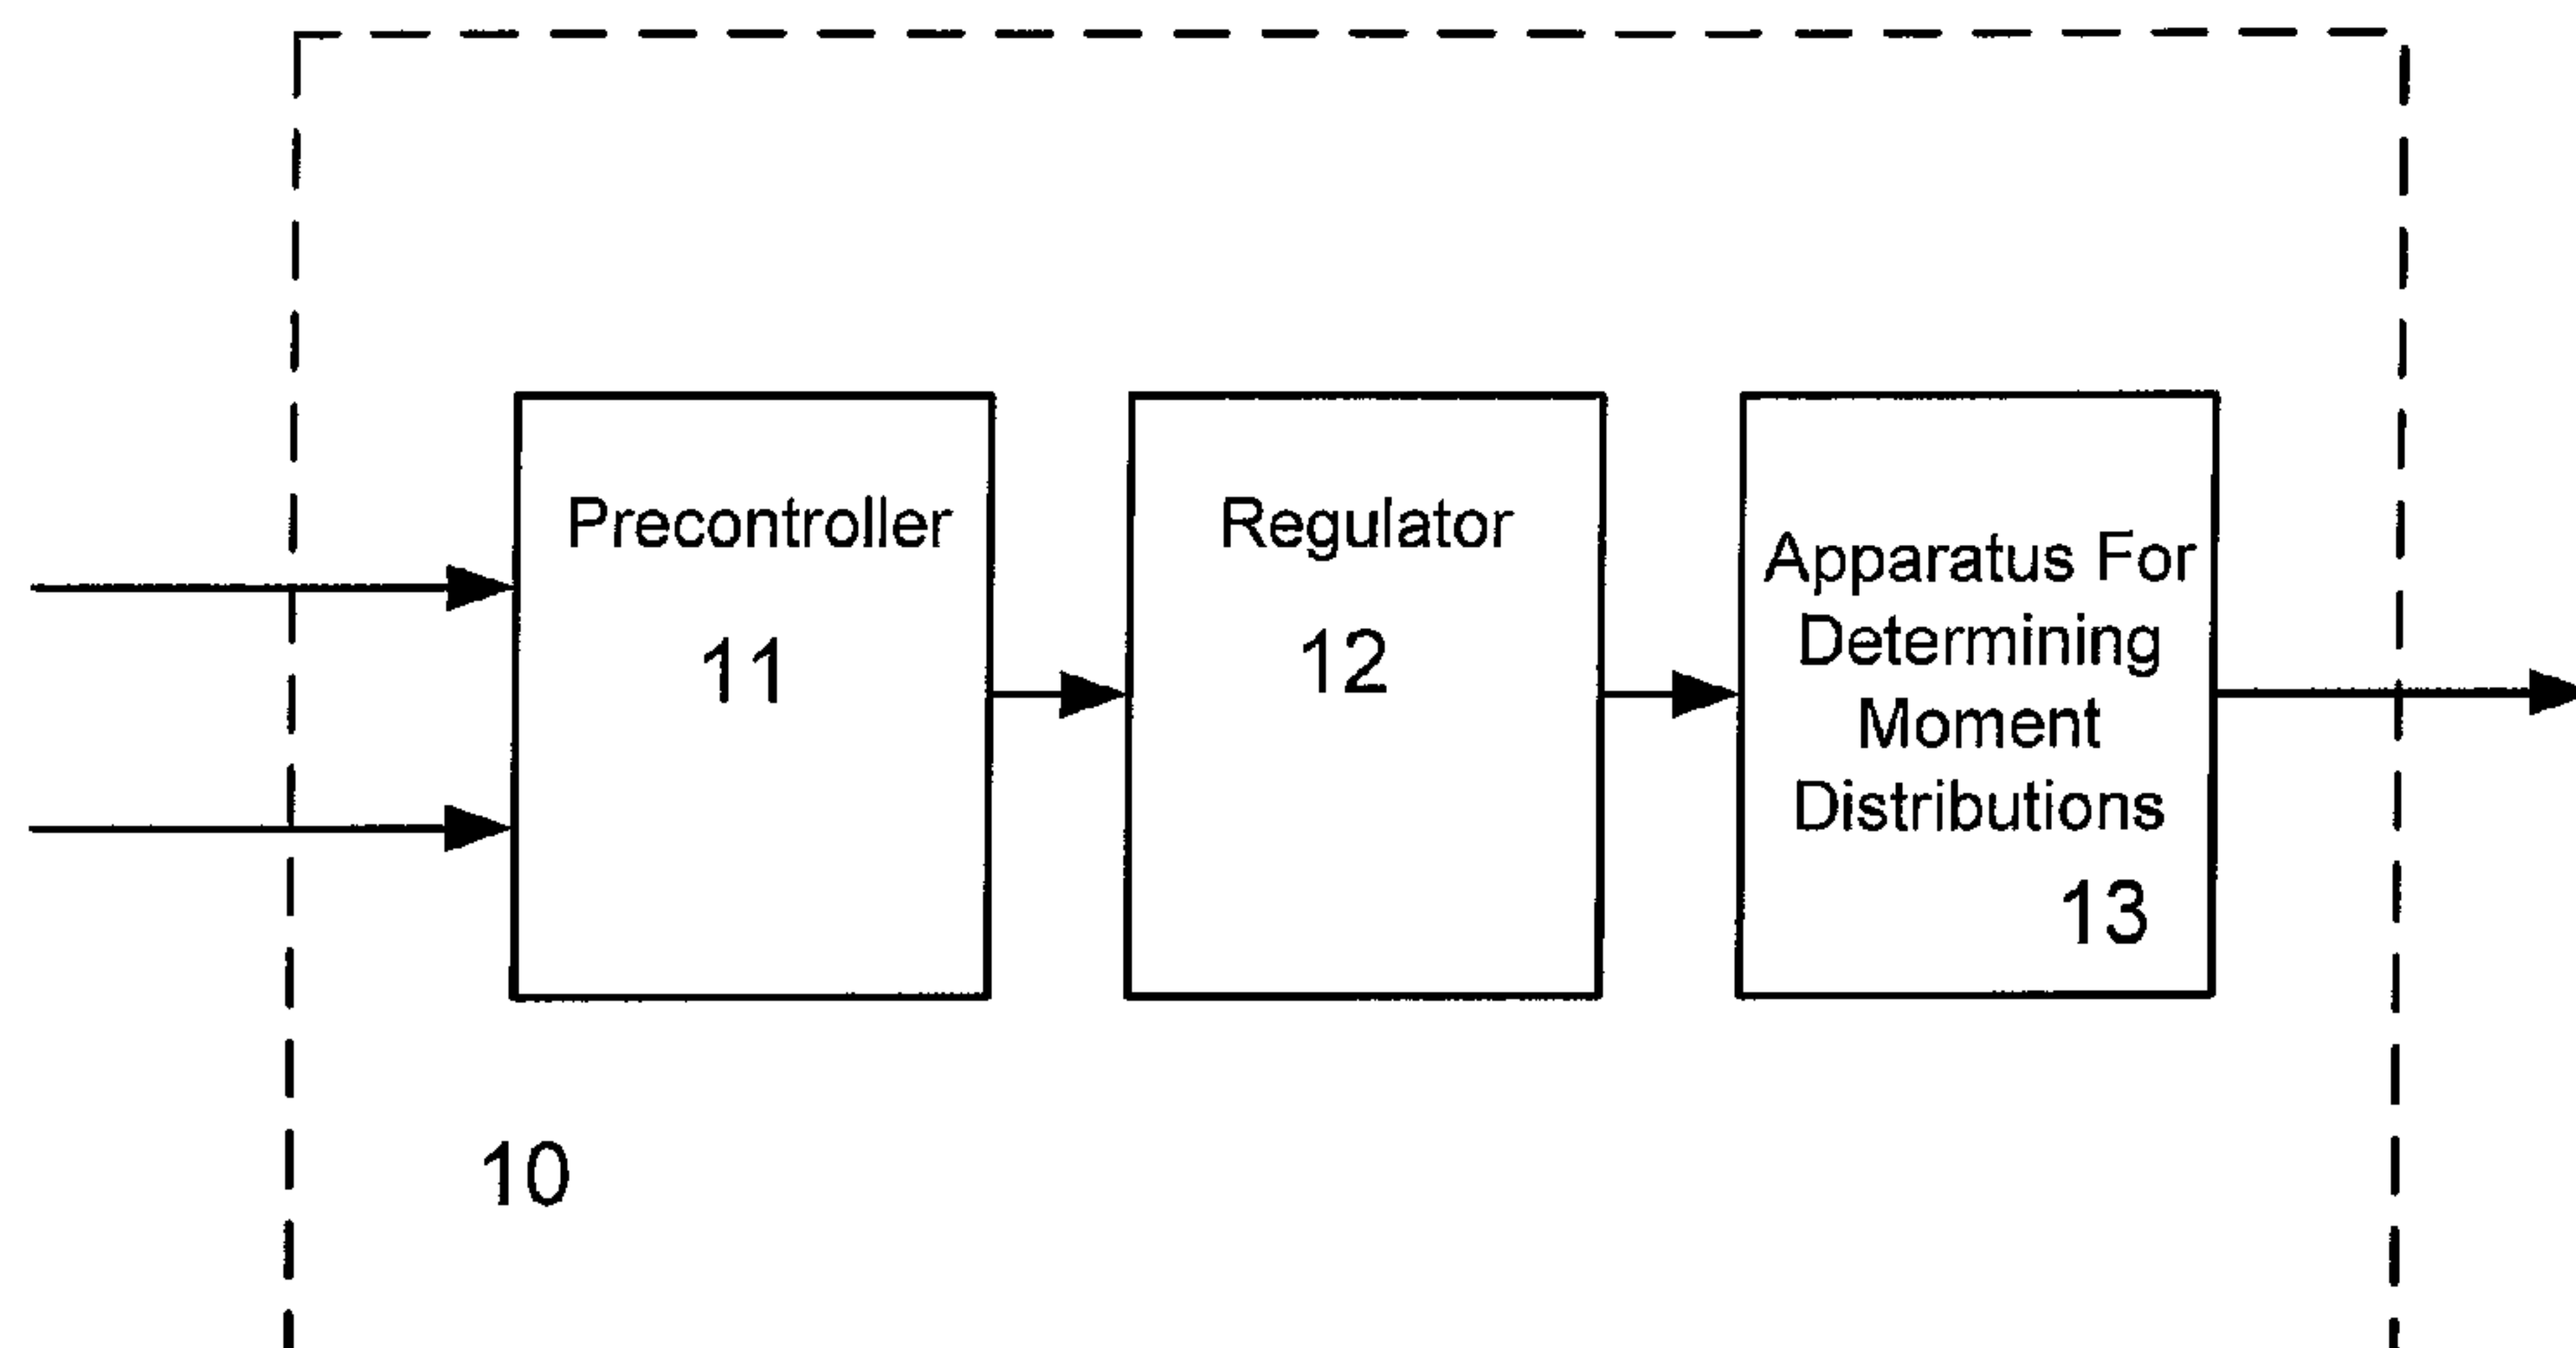 Precontroller
11
Regulator
12
Apparatus For
Determining
Moment
Distributions
13
10